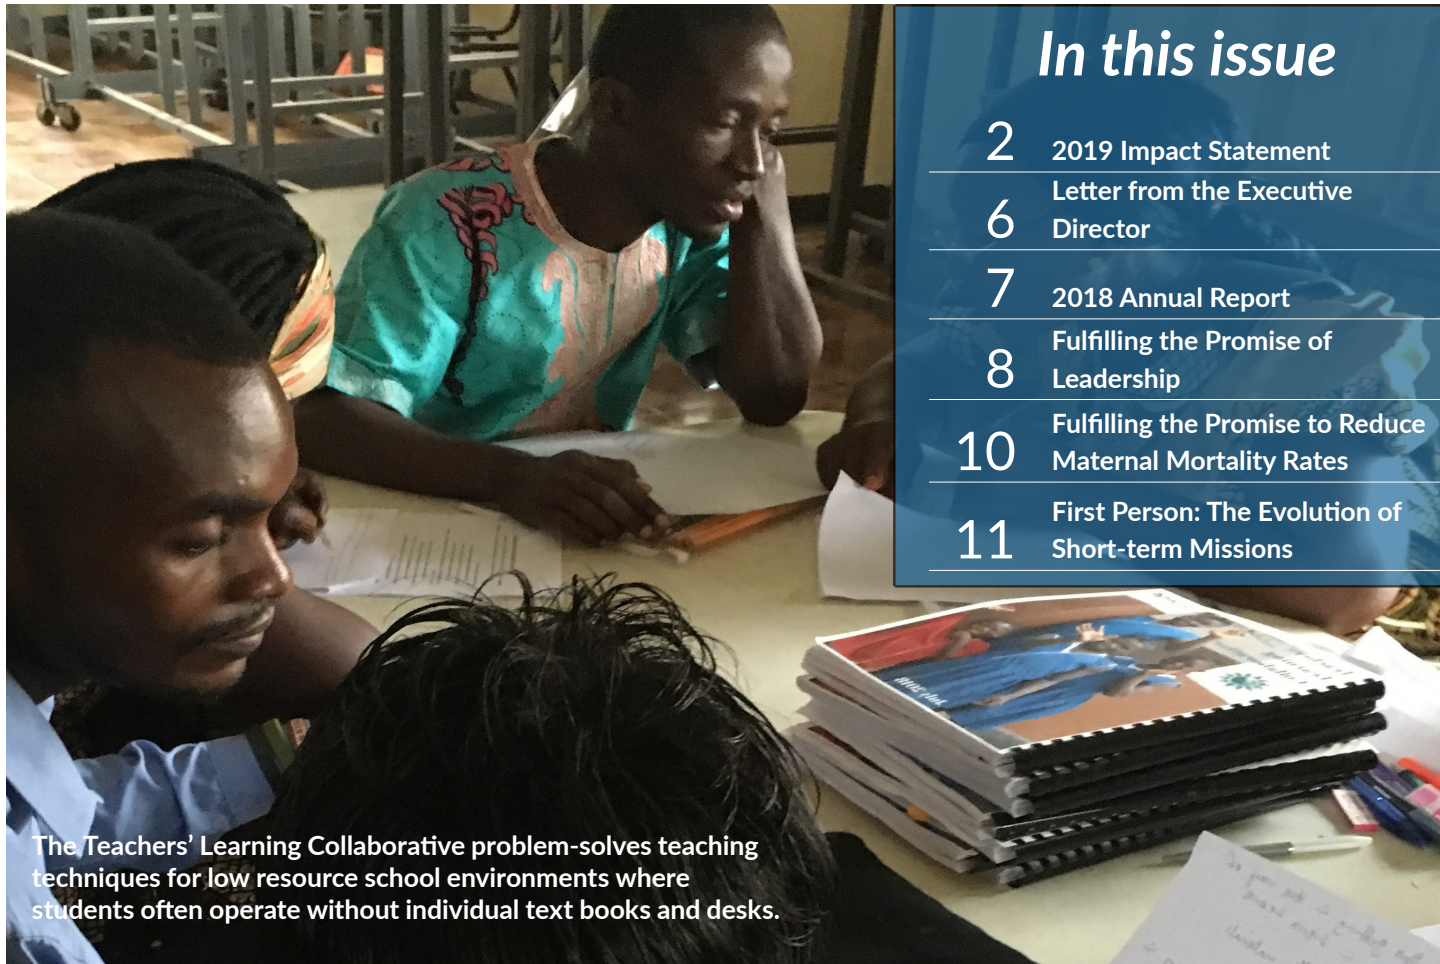 In this issue
2 2019 Impact Statement
6 Letter from the Executive
Director
7 2018 Annual Report
8 Fulfilling the Promise of
Leadership
10 Fulfilling the Promise to Reduce
Maternal Mortality Rates
11 First Person: The Evolution of
Short-term Missions
The Teachers’ Learning Collaborative problem-solves teaching
techniques for low resource school environments where
students often operate without individual text books and desks.